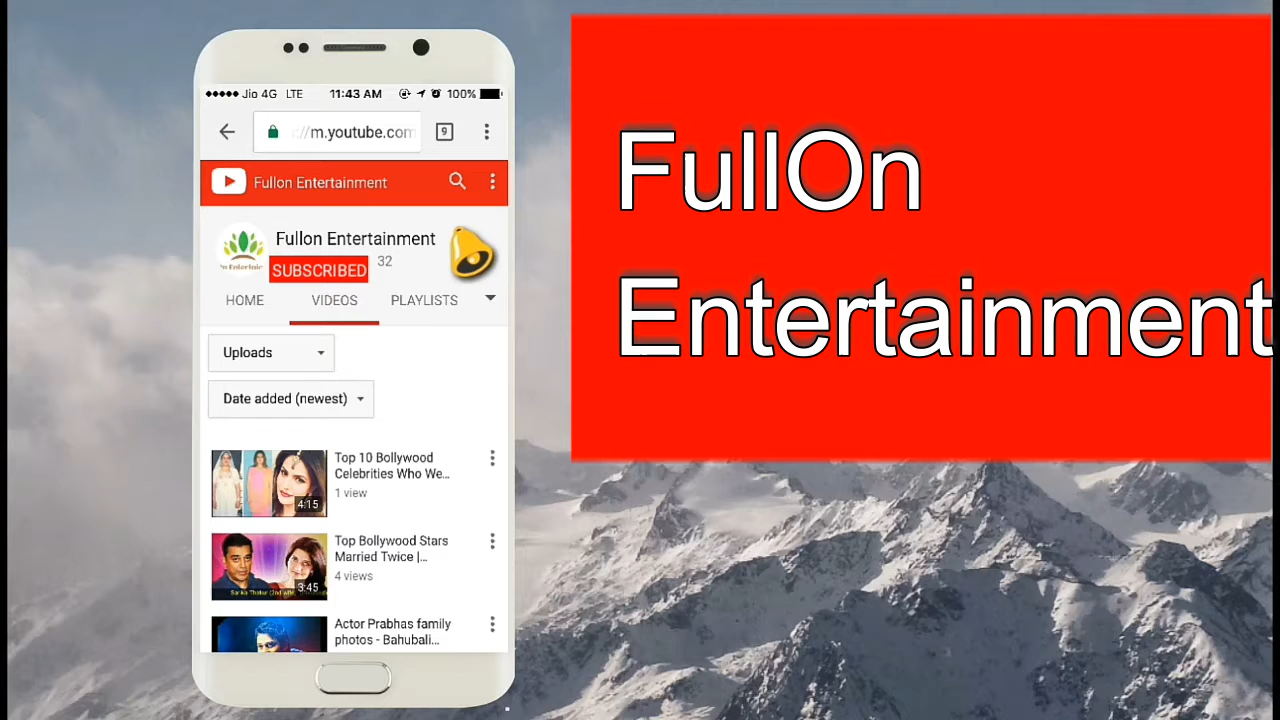 Jio 4G LTE 11:43 AM 100%
://m.youtube.com 9
Fullon Entertainment
Fullon Entertainment
SUBSCRIBED 32
HOME VIDEOS PLAYLISTS
Uploads
Date added (newest)
Top 10 Bollywood
Celebrities Who We...
1 view
4:15
Top Bollywood Stars
Married Twice |...
4 views
3:45
Actor Prabhas family
photos - Bahubali...
FullOn
Entertainment